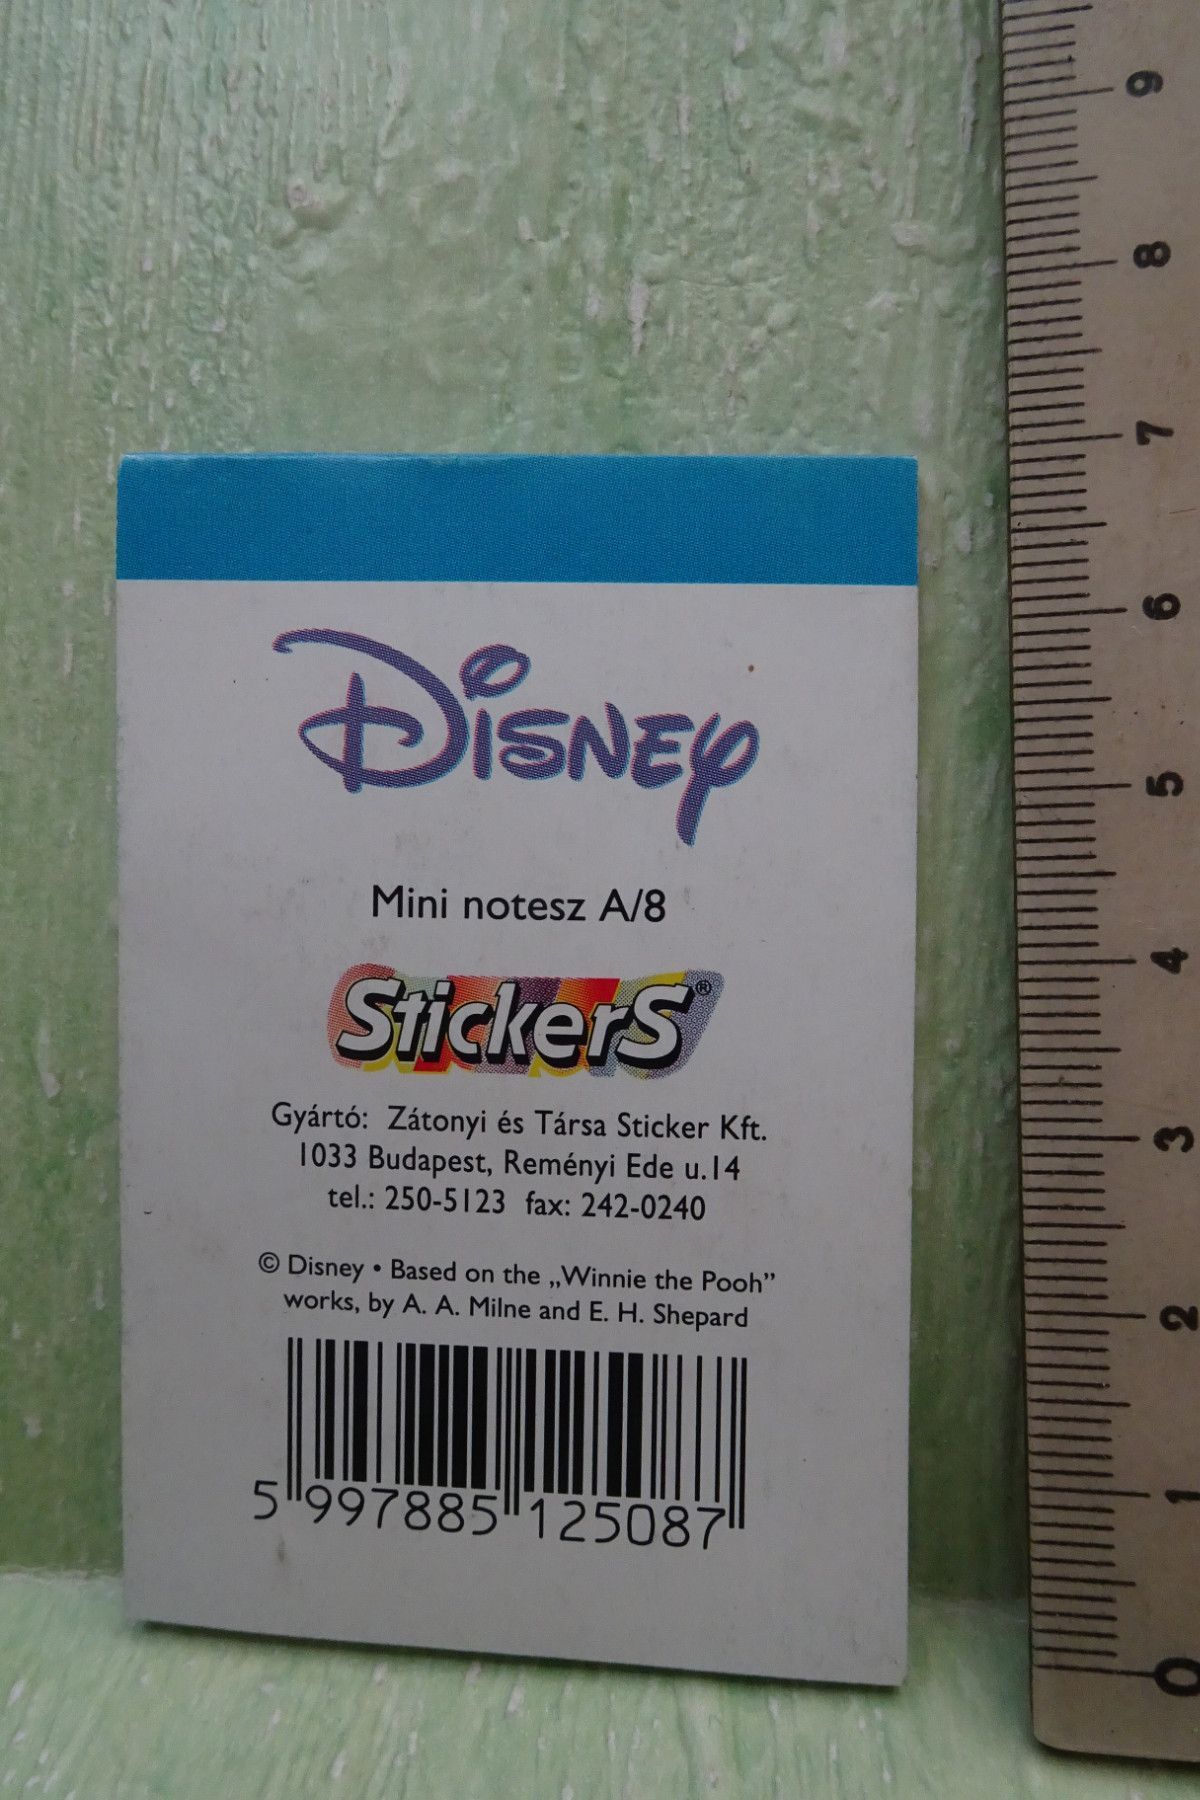 Disney
Mini notesz A/8
StickerS®
Gyártó: Zátonyi és Társa Sticker Kft.
1033 Budapest, Reményi Ede u.14
tel.: 250-5123 fax: 242-0240
© Disney • Based on the „Winnie the Pooh”
works, by A. A. Milne and E. H. Shepard
5 997885 125087
9
8
7
6
5
4
3
2
1
0